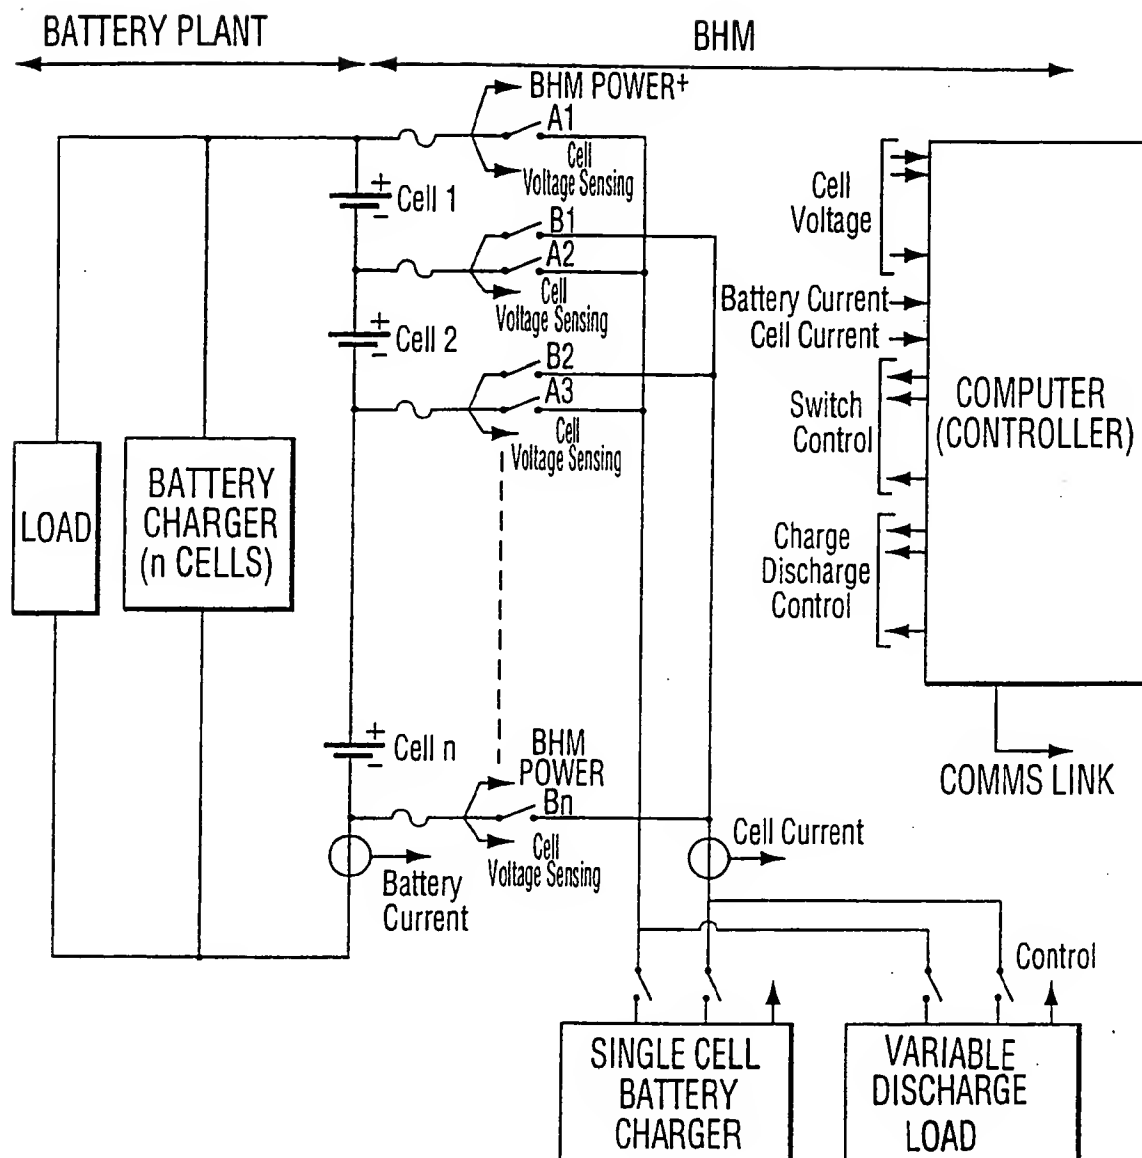 BATTERY PLANT
BHM
BHM POWER+
A1
Cell
Voltage Sensing
+
Cell 1
-
B1
A2
Cell
Voltage Sensing
+
Cell 2
-
B2
A3
Cell
Voltage Sensing
Cell
Voltage
Battery Current
Cell Current
Switch
Control
Charge
Discharge
Control
COMPUTER
(CONTROLLER)
COMMS LINK
LOAD
BATTERY
CHARGER
(n CELLS)
+
Cell n
-
BHM
POWER
Bn
Cell
Voltage Sensing
Battery
Current
Cell Current
Control
SINGLE CELL
BATTERY
CHARGER
VARIABLE
DISCHARGE
LOAD